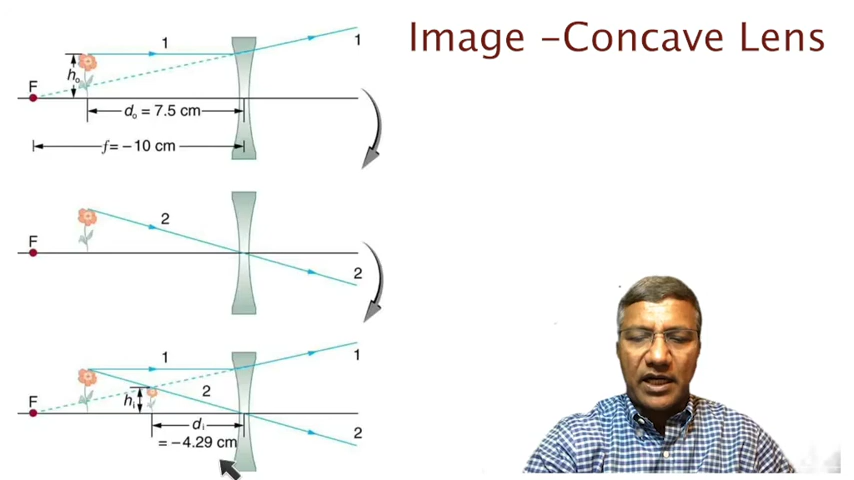 Image -Concave Lens
1
1
hₒ
F
dₒ = 7.5 cm
f = -10 cm
2
F
2
1
1
2
F
hᵢ
dᵢ
= -4.29 cm
2